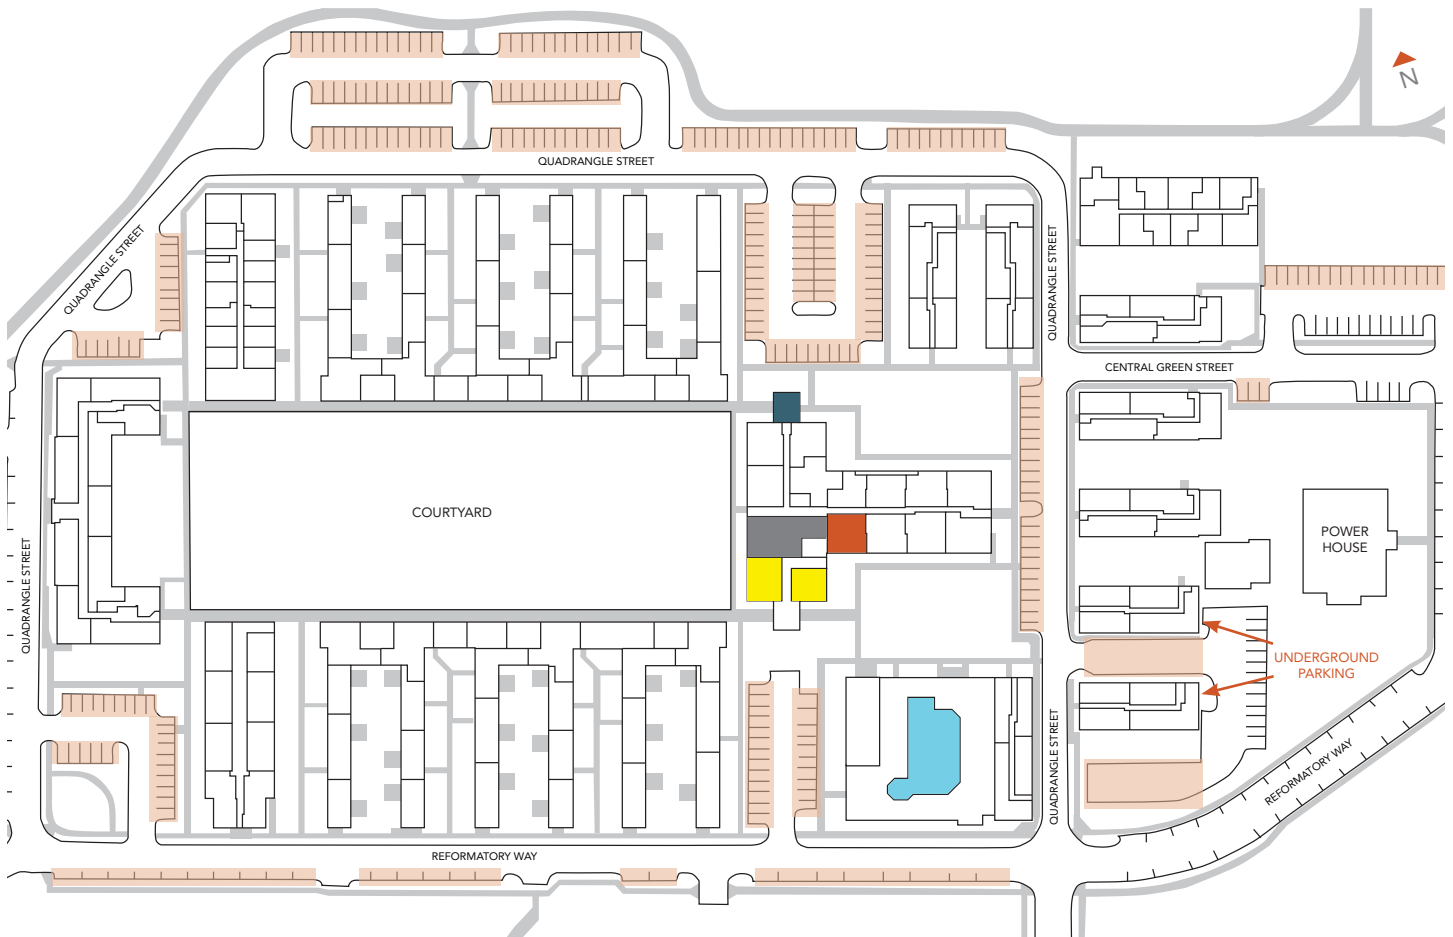 N
QUADRANGLE STREET
QUADRANGLE STREET
QUADRANGLE STREET
CENTRAL GREEN STREET
COURTYARD
POWER
HOUSE
QUADRANGLE STREET
UNDERGROUND
PARKING
QUADRANGLE STREET
REFORMATORY WAY
REFORMATORY WAY